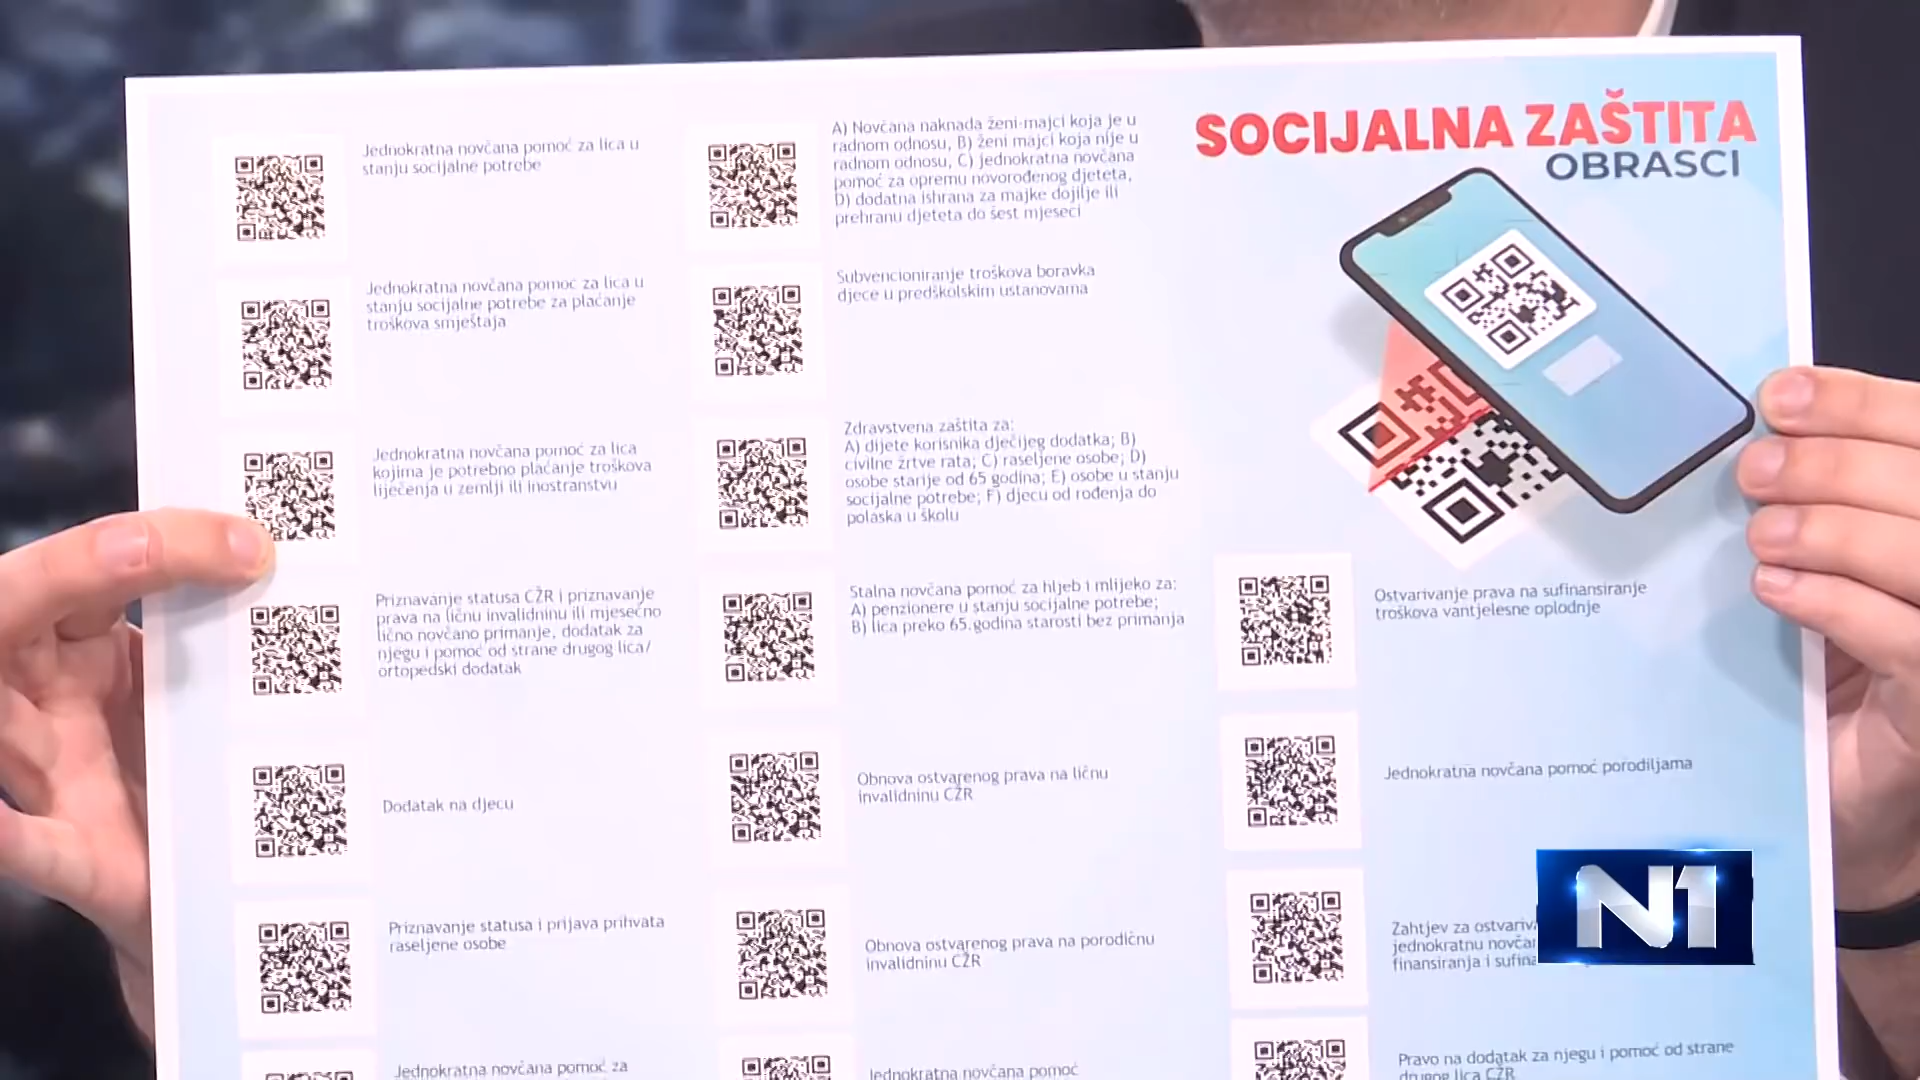 SOCIJALNA ZAŠTITA
OBRASCI
Jednokratna novčana pomoć za lica u
stanju socijalne potrebe
Jednokratna novčana pomoć za lica u
stanju socijalne potrebe za plaćanje
troškova smještaja
Jednokratna novčana pomoć za lica
kojima je potrebno plaćanje troškova
liječenja u zemlji ili inostranstvu
Priznavanje statusa CŽR i priznavanje
prava na ličnu invalidninu ili mjesečno
lično novčano primanje, dodatak za
njegu i pomoć od strane drugog lica/
ortopedski dodatak
Dodatak na djecu
Priznavanje statusa i prijava prihvata
raseljene osobe
Jednokratna novčana pomoć za
A) Novčana naknada ženi-majci koja je u
radnom odnosu, B) ženi majci koja nije u
radnom odnosu, C) jednokratna novčana
pomoć za opremu novorođenog djeteta,
D) dodatna ishrana za majke dojilje ili
prehranu djeteta do šest mjeseci
Subvencioniranje troškova boravka
djece u predškolskim ustanovama
Zdravstvena zaštita za:
A) dijete korisnika dječijeg dodatka; B)
civilne žrtve rata; C) raseljene osobe; D)
osobe starije od 65 godina; E) osobe u stanju
socijalne potrebe; F) djecu od rođenja do
polaska u školu
Stalna novčana pomoć za hljeb i mlijeko za:
A) penzionere u stanju socijalne potrebe;
B) lica preko 65.godina starosti bez primanja
Obnova ostvarenog prava na ličnu
invalidninu CŽR
Obnova ostvarenog prava na porodičnu
invalidninu CŽR
Jednokratna novčana pomoć
Ostvarivanje prava na sufinansiranje
troškova vantjelesne oplodnje
Jednokratna novčana pomoć porodiljama
Zahtjev za ostvariv
jednokratnu novčan
finansiranja i sufina
Pravo na dodatak za njegu i pomoć od strane
drugog lica CŽR
N1